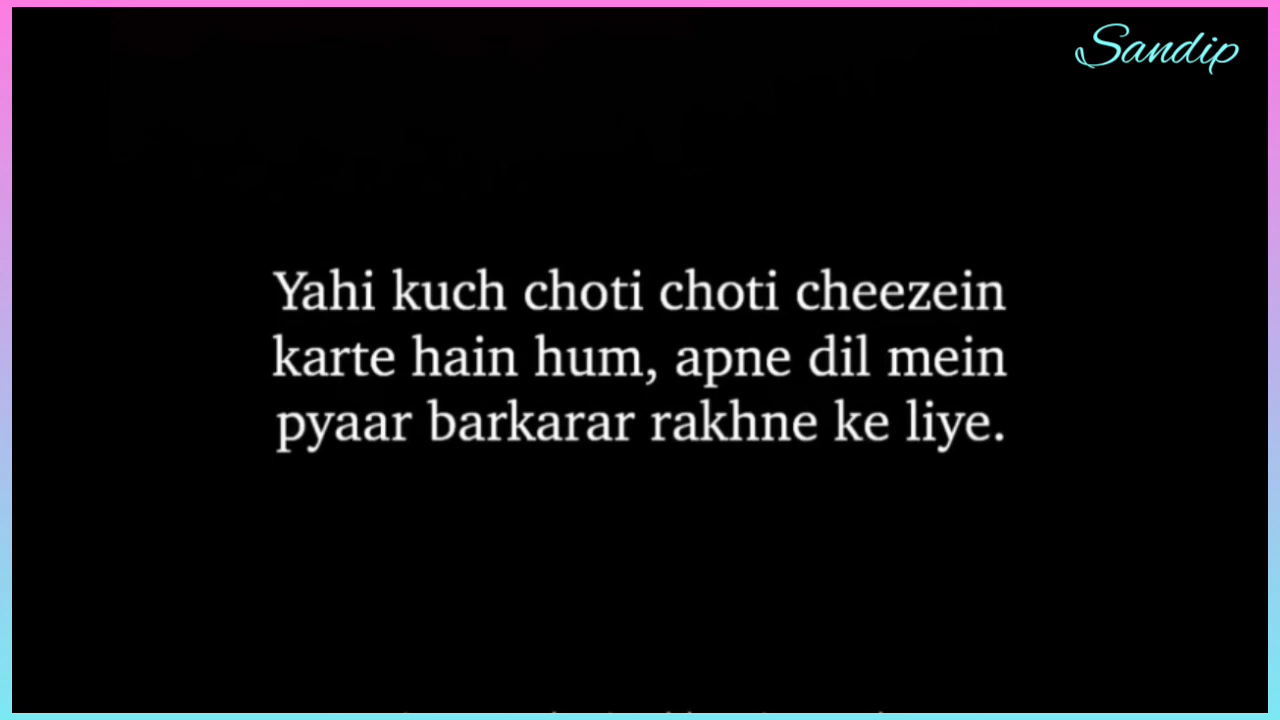 Sandip
Yahi kuch choti choti cheezein
karte hain hum, apne dil mein
pyaar barkarar rakhne ke liye.